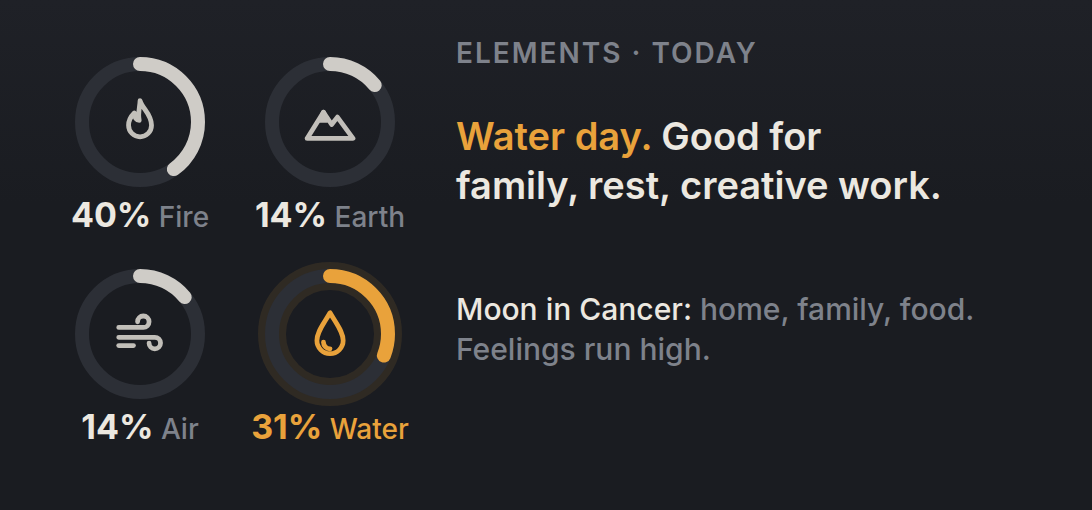 ELEMENTS · TODAY
Water day. Good for
family, rest, creative work.
40% Fire
14% Earth
14% Air
31% Water
Moon in Cancer: home, family, food.
Feelings run high.